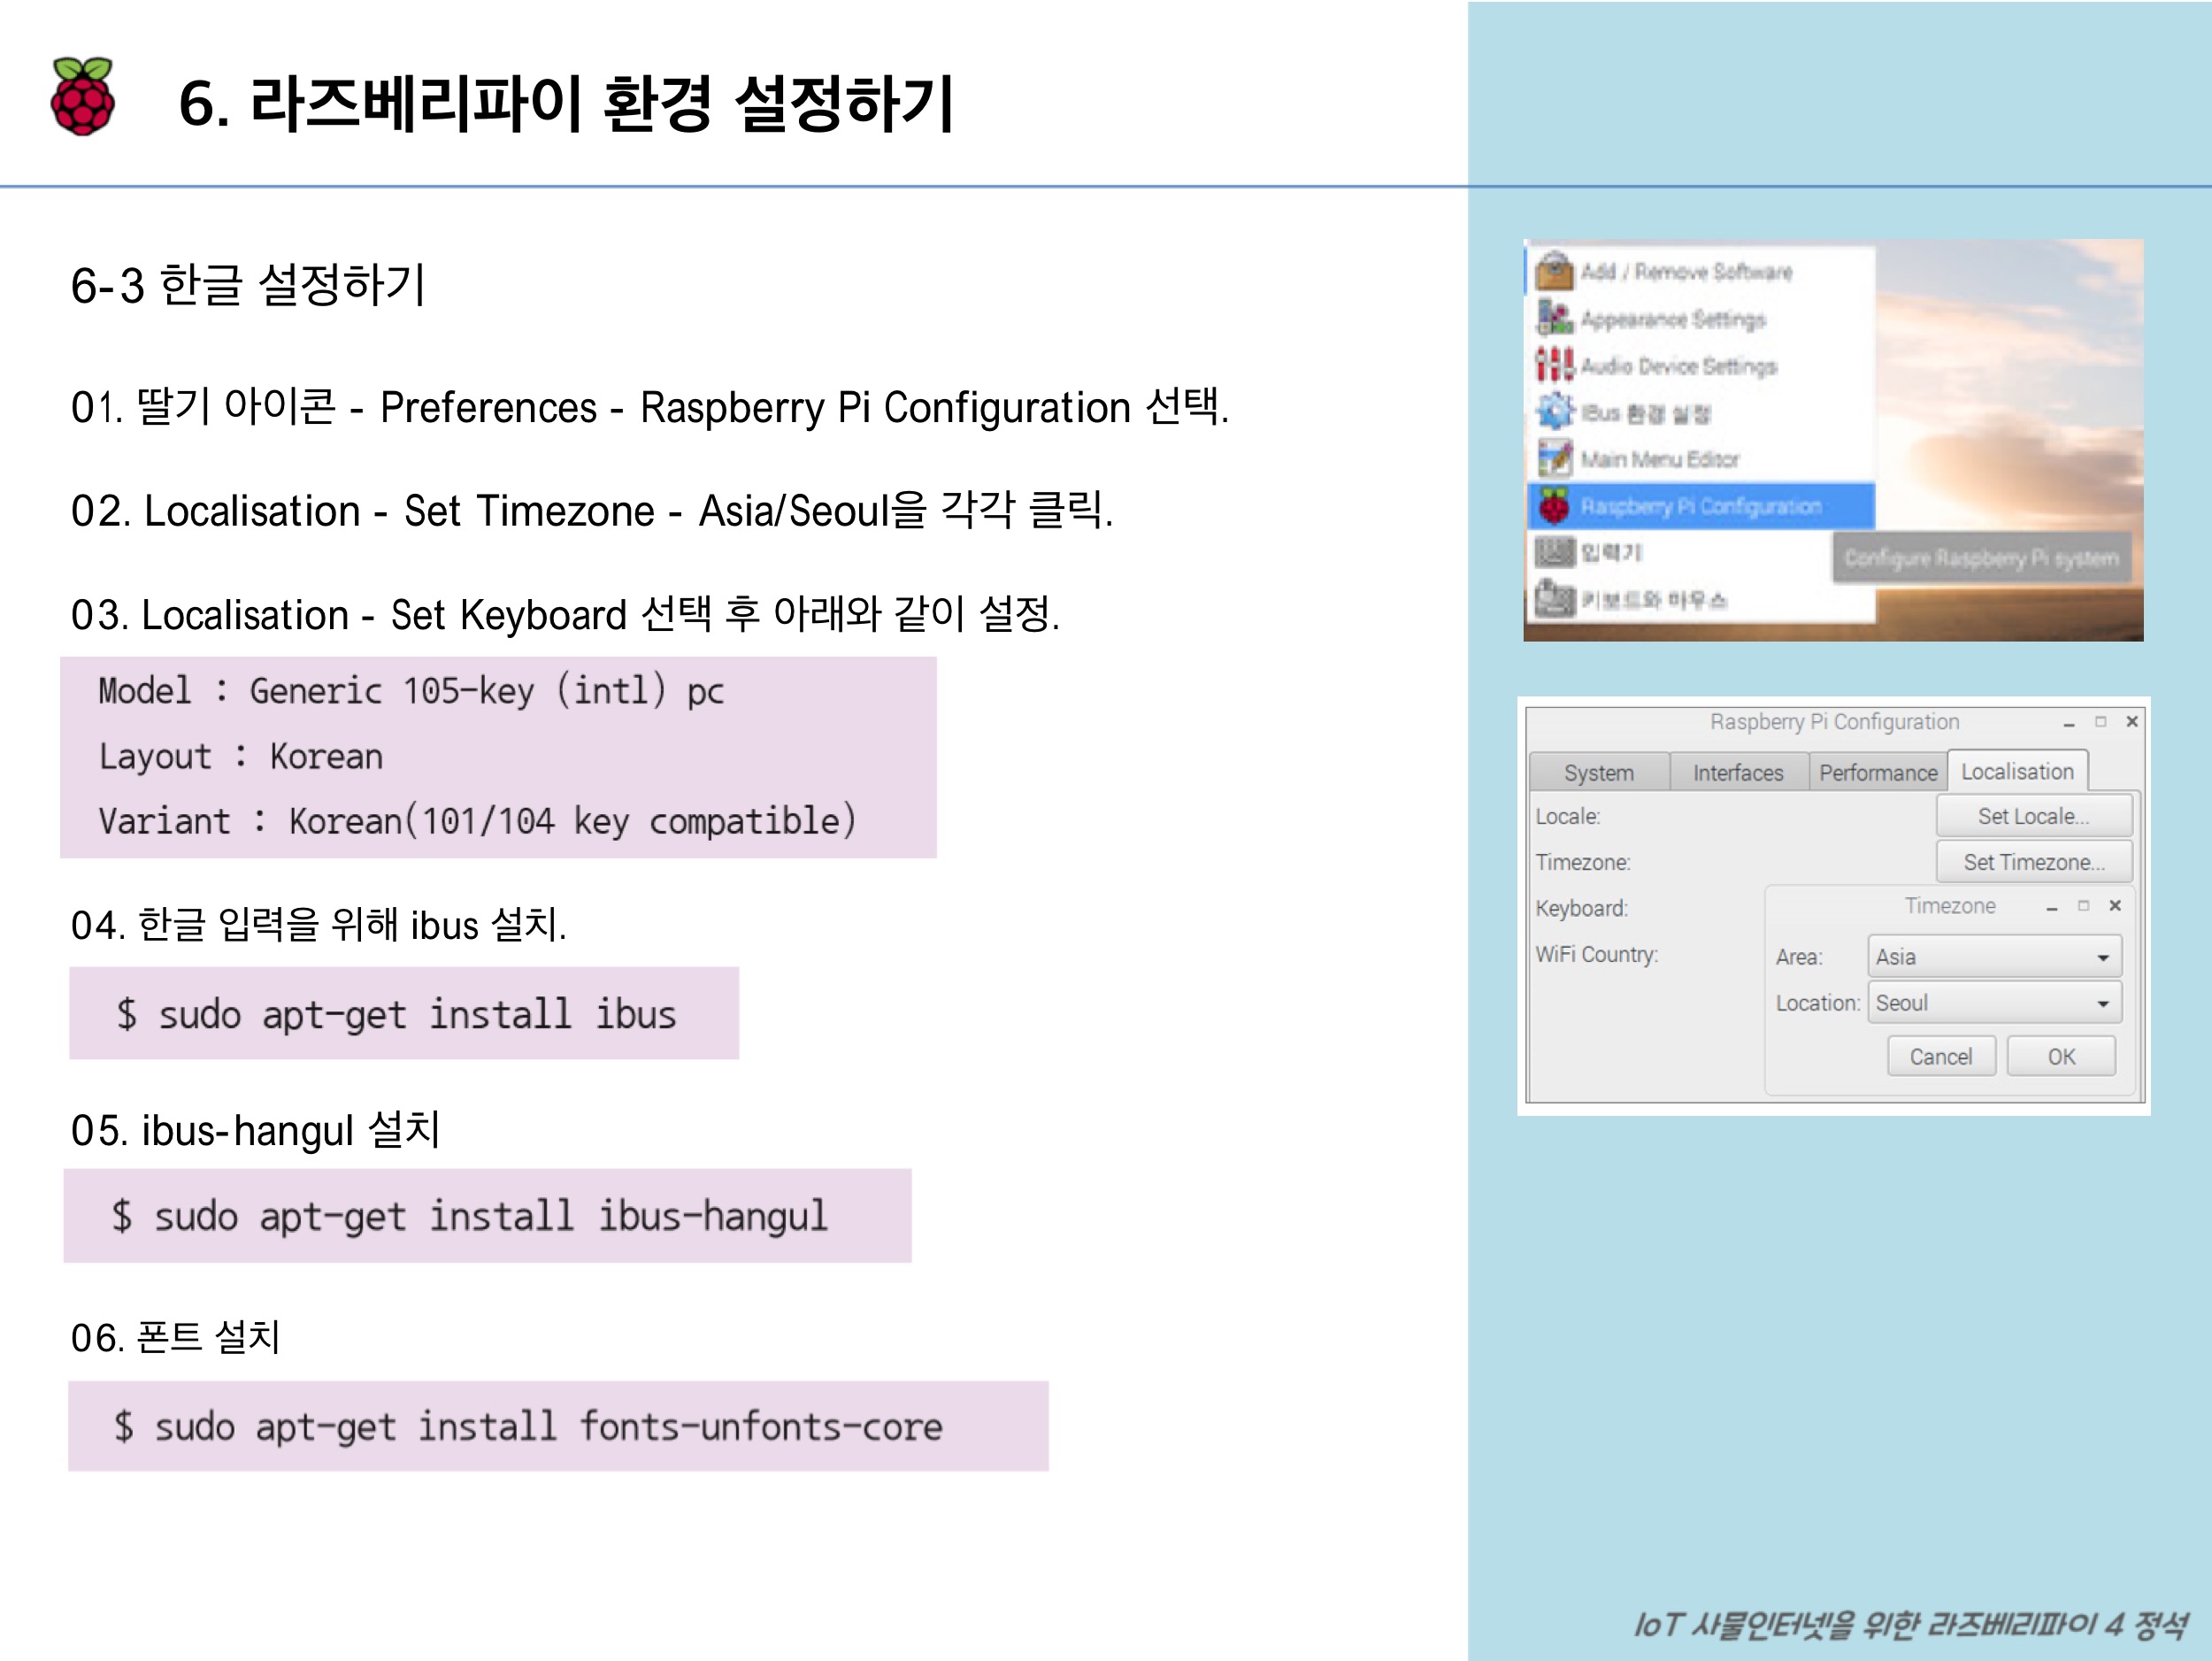 6. 라즈베리파이 환경 설정하기
6-3 한글 설정하기
01. 딸기 아이콘 - Preferences - Raspberry Pi Configuration 선택.
02. Localisation - Set Timezone - Asia/Seoul을 각각 클릭.
03. Localisation - Set Keyboard 선택 후 아래와 같이 설정.
Model : Generic 105-key (intl) pc
Layout : Korean
Variant : Korean(101/104 key compatible)
04. 한글 입력을 위해 ibus 설치.
$ sudo apt-get install ibus
05. ibus-hangul 설치
$ sudo apt-get install ibus-hangul
06. 폰트 설치
$ sudo apt-get install fonts-unfonts-core
Add / Remove Software
Appearance Settings
Audio Device Settings
IBus 환경 설정
Main Menu Editor
Raspberry Pi Configuration
입력기
Configure Raspberry Pi system
키보드와 마우스
Raspberry Pi Configuration
System Interfaces Performance Localisation
Locale: Set Locale...
Timezone: Set Timezone...
Keyboard:
WiFi Country:
Timezone
Area: Asia
Location: Seoul
Cancel OK
IoT 사물인터넷을 위한 라즈베리파이 4 정석